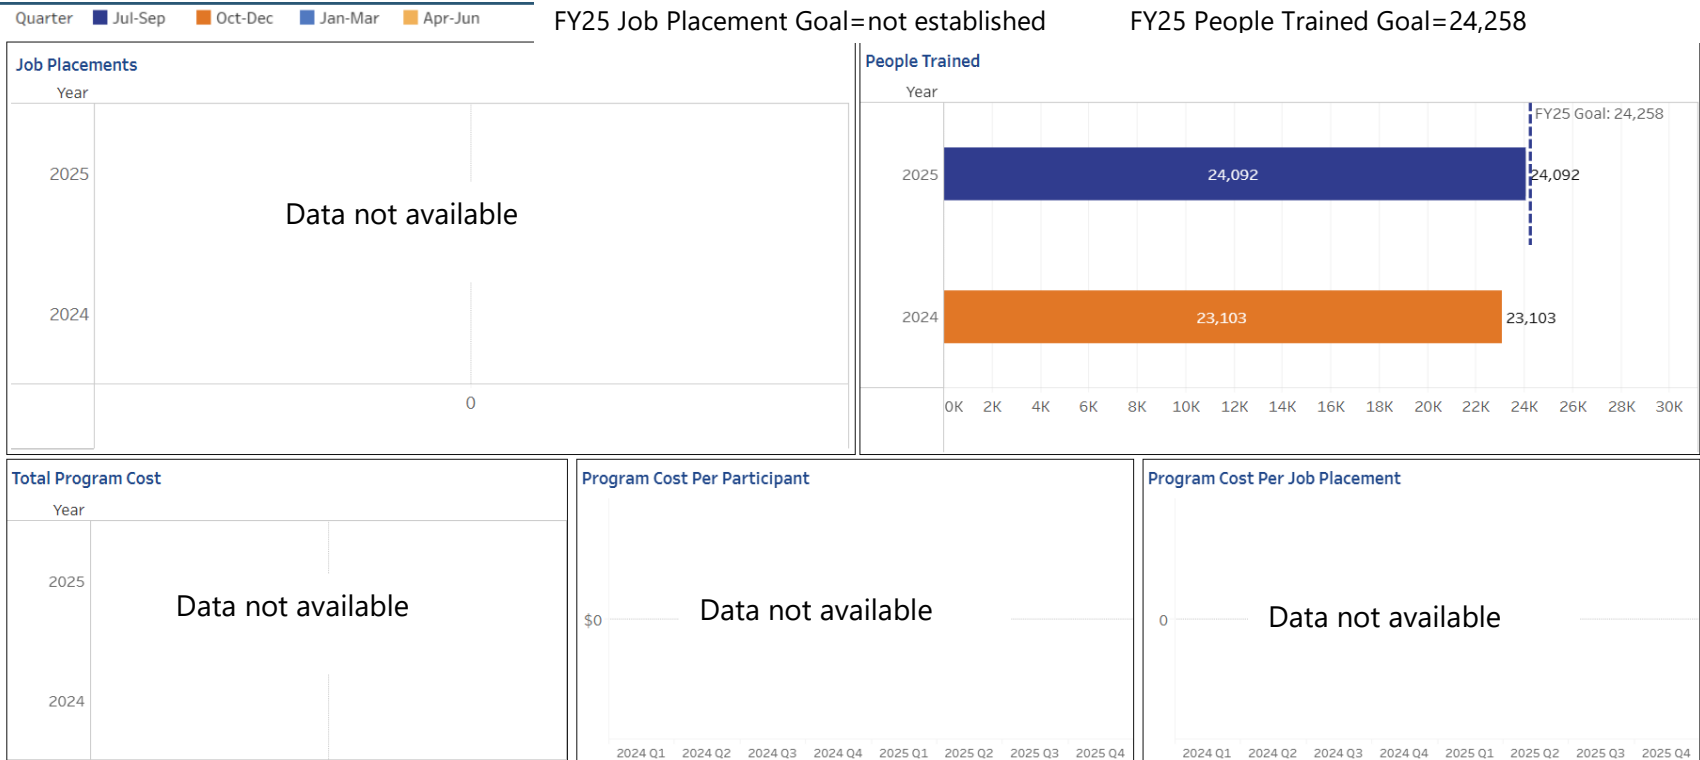 Quarter Jul-Sep Oct-Dec Jan-Mar Apr-Jun
FY25 Job Placement Goal=not established
FY25 People Trained Goal=24,258
Job Placements
Year
2025
Data not available
2024
0
People Trained
Year
FY25 Goal: 24,258
2025 24,092 24,092
2024 23,103 23,103
0K 2K 4K 6K 8K 10K 12K 14K 16K 18K 20K 22K 24K 26K 28K 30K
Total Program Cost
Year
2025
Data not available
2024
Program Cost Per Participant
$0 Data not available
2024 Q1 2024 Q2 2024 Q3 2024 Q4 2025 Q1 2025 Q2 2025 Q3 2025 Q4
Program Cost Per Job Placement
0 Data not available
2024 Q1 2024 Q2 2024 Q3 2024 Q4 2025 Q1 2025 Q2 2025 Q3 2025 Q4